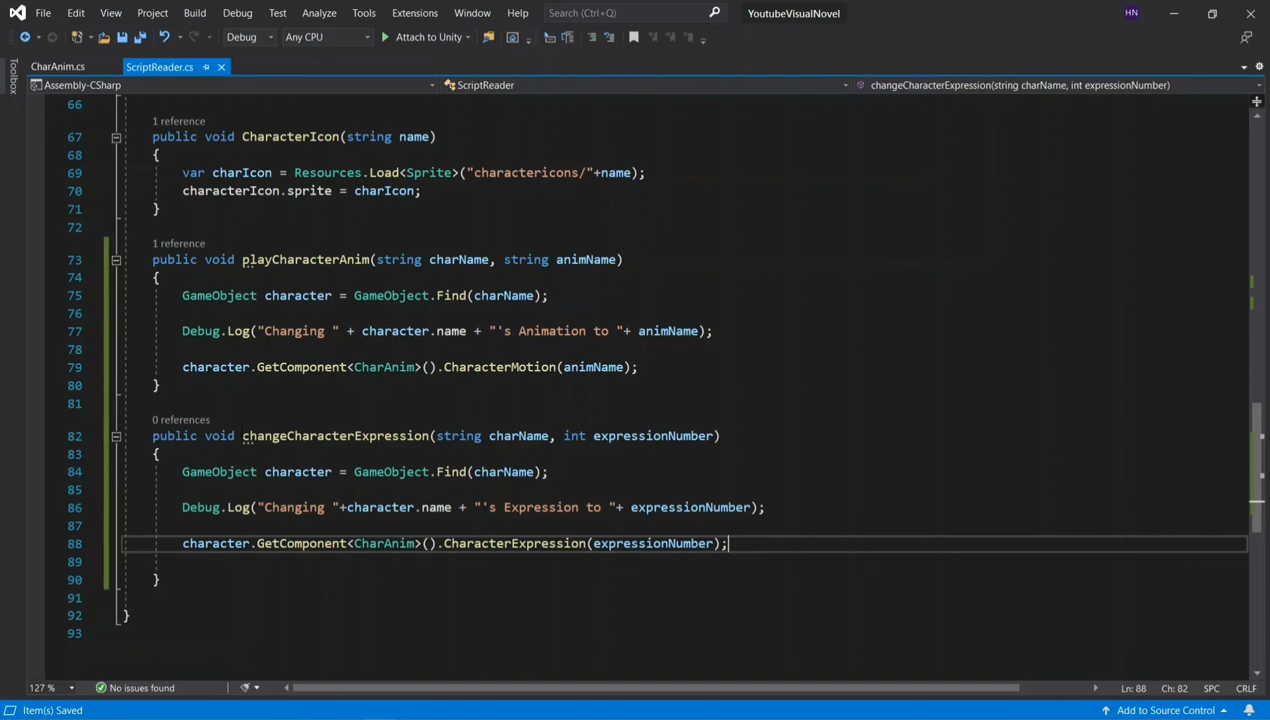 File Edit View Project Build Debug Test Analyze Tools Extensions Window Help Search (Ctrl+Q) YoutubeVisualNovel HN
Debug Any CPU Attach to Unity
CharAnim.cs ScriptReader.cs
Toolbox
Assembly-CSharp ScriptReader changeCharacterExpression(string charName, int expressionNumber)
66
1 reference
67 public void CharacterIcon(string name)
68 {
69 var charIcon = Resources.Load<Sprite>("charactericons/"+name);
70 characterIcon.sprite = charIcon;
71 }
72
1 reference
73 public void playCharacterAnim(string charName, string animName)
74 {
75 GameObject character = GameObject.Find(charName);
76
77 Debug.Log("Changing " + character.name + "'s Animation to "+ animName);
78
79 character.GetComponent<CharAnim>().CharacterMotion(animName);
80 }
81
0 references
82 public void changeCharacterExpression(string charName, int expressionNumber)
83 {
84 GameObject character = GameObject.Find(charName);
85
86 Debug.Log("Changing "+character.name + "'s Expression to "+ expressionNumber);
87
88 character.GetComponent<CharAnim>().CharacterExpression(expressionNumber);
89
90 }
91
92 }
93
127 % No issues found Ln: 88 Ch: 82 SPC CRLF
Item(s) Saved Add to Source Control